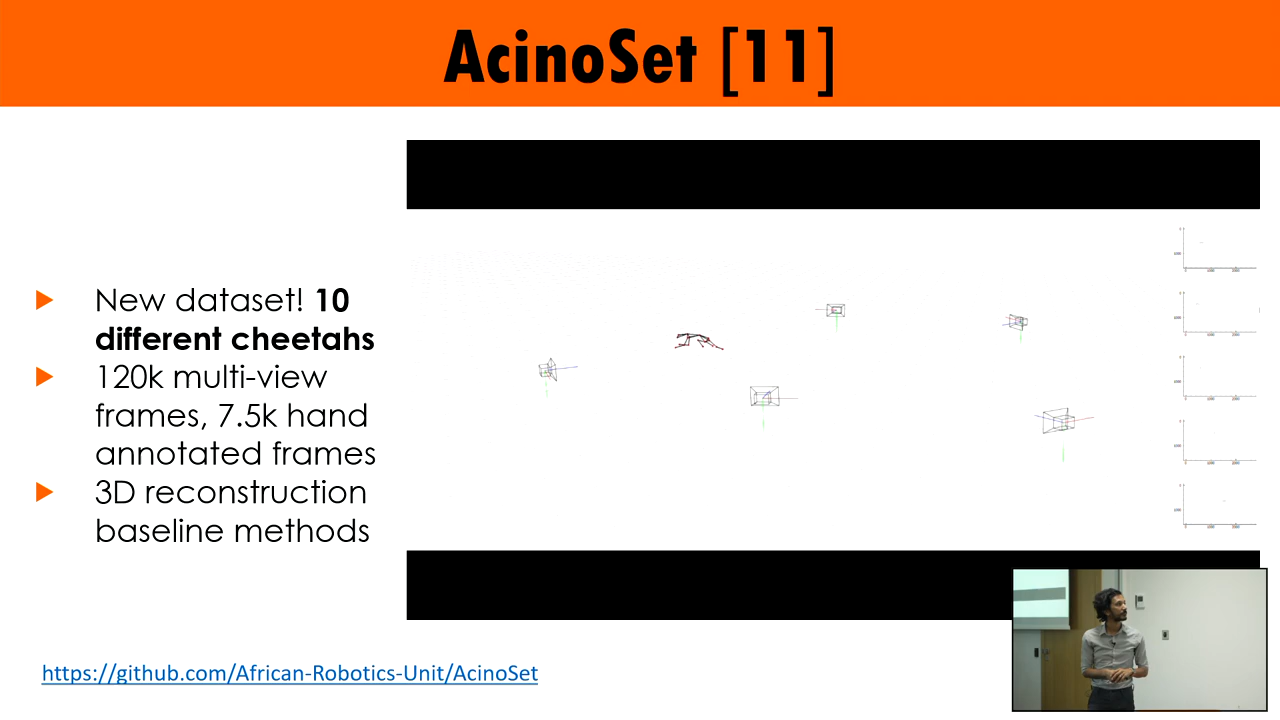 AcinoSet [11]
New dataset! 10
different cheetahs
120k multi-view
frames, 7.5k hand
annotated frames
3D reconstruction
baseline methods
https://github.com/African-Robotics-Unit/AcinoSet